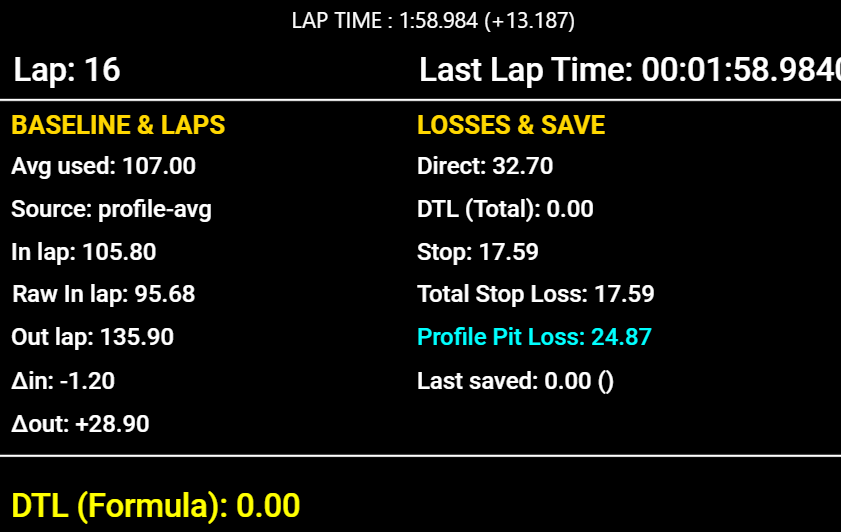 LAP TIME : 1:58.984 (+13.187)
Lap: 16
Last Lap Time: 00:01:58.9840
BASELINE & LAPS
Avg used: 107.00
Source: profile-avg
In lap: 105.80
Raw In lap: 95.68
Out lap: 135.90
Δin: -1.20
Δout: +28.90
LOSSES & SAVE
Direct: 32.70
DTL (Total): 0.00
Stop: 17.59
Total Stop Loss: 17.59
Profile Pit Loss: 24.87
Last saved: 0.00 ()
DTL (Formula): 0.00